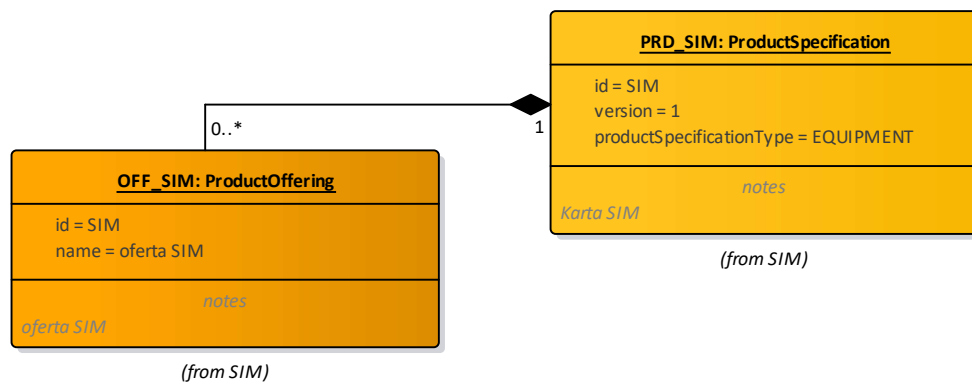 PRD_SIM: ProductSpecification
id = SIM
version = 1
productSpecificationType = EQUIPMENT
notes
Karta SIM
(from SIM)
1
0..*
OFF_SIM: ProductOffering
id = SIM
name = oferta SIM
notes
oferta SIM
(from SIM)